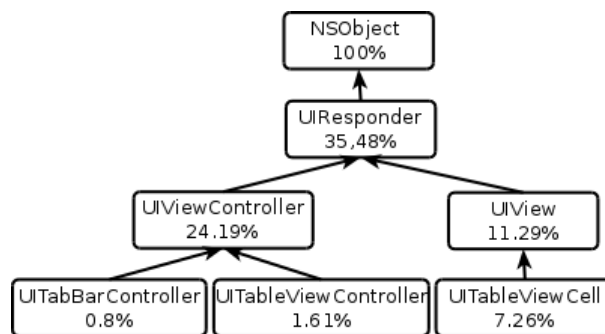 NSObject
100%
UIResponder
35,48%
UIViewController
24.19%
UIView
11.29%
UITabBarController
0.8%
UITableViewController
1.61%
UITableViewCell
7.26%